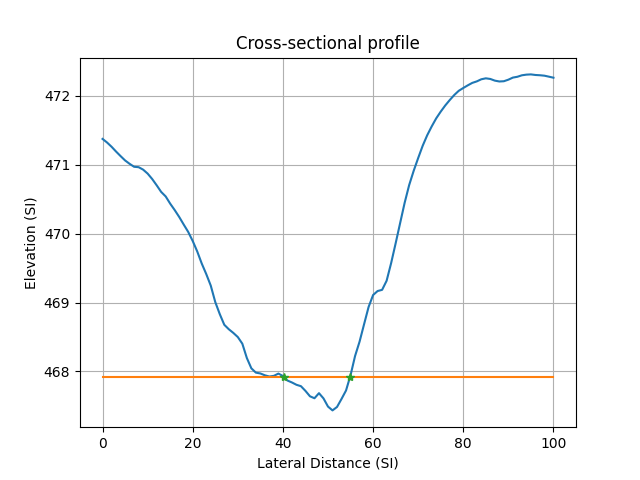 Cross-sectional profile
Elevation (SI)
472
471
470
469
468
0 20 40 60 80 100
Lateral Distance (SI)